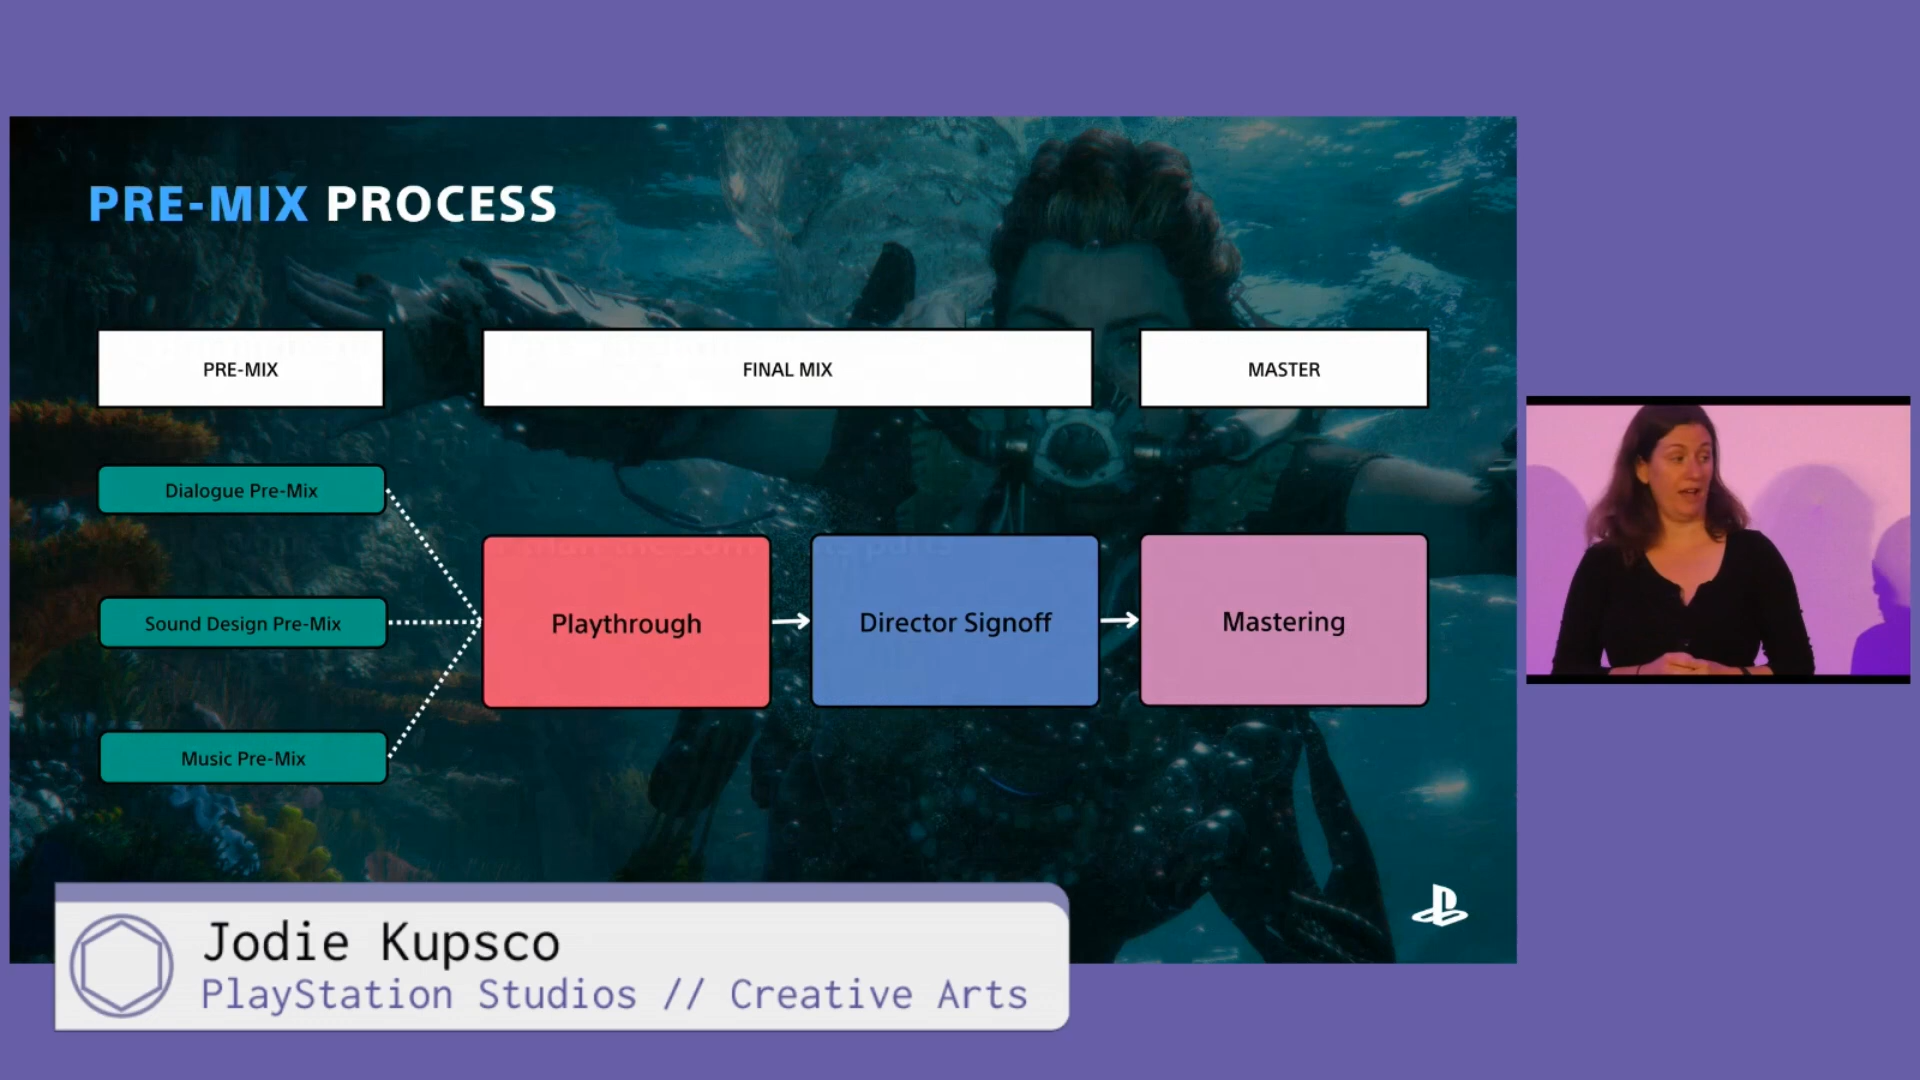 PRE-MIX PROCESS
PRE-MIX
FINAL MIX
MASTER
Dialogue Pre-Mix
Sound Design Pre-Mix
Music Pre-Mix
Playthrough
Director Signoff
Mastering
Jodie Kupsco
PlayStation Studios // Creative Arts